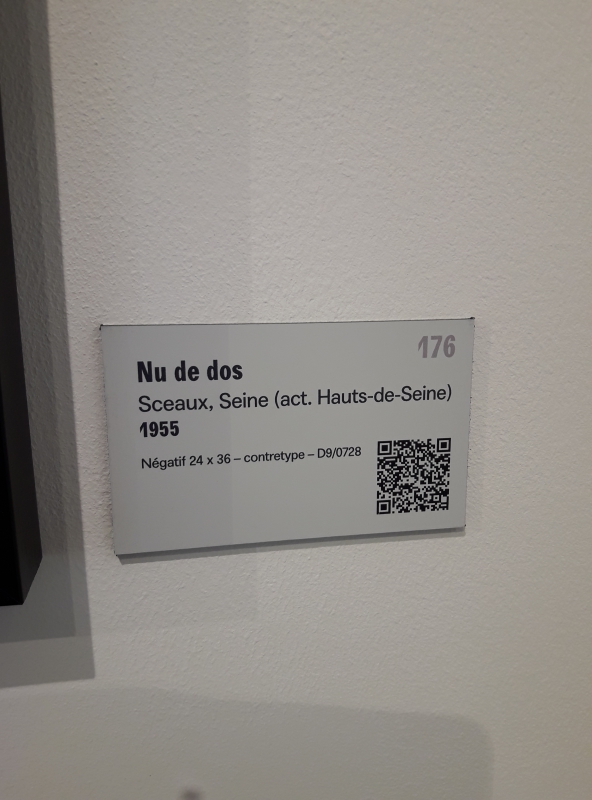 176
Nu de dos
Sceaux, Seine (act. Hauts-de-Seine)
1955
Négatif 24 x 36 – contretype – D9/0728